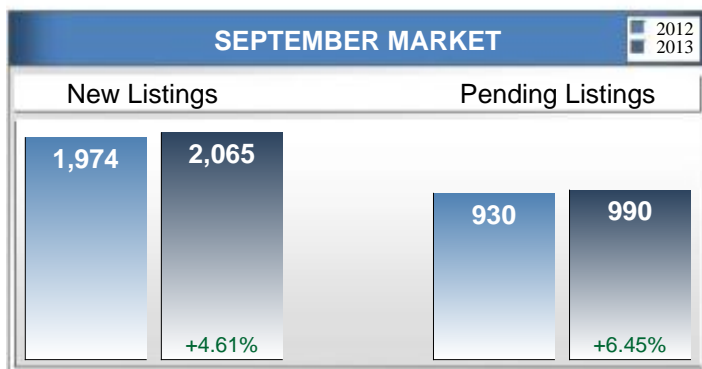 SEPTEMBER MARKET
2012
2013
New Listings
Pending Listings
1,974
2,065
930
990
+4.61%
+6.45%